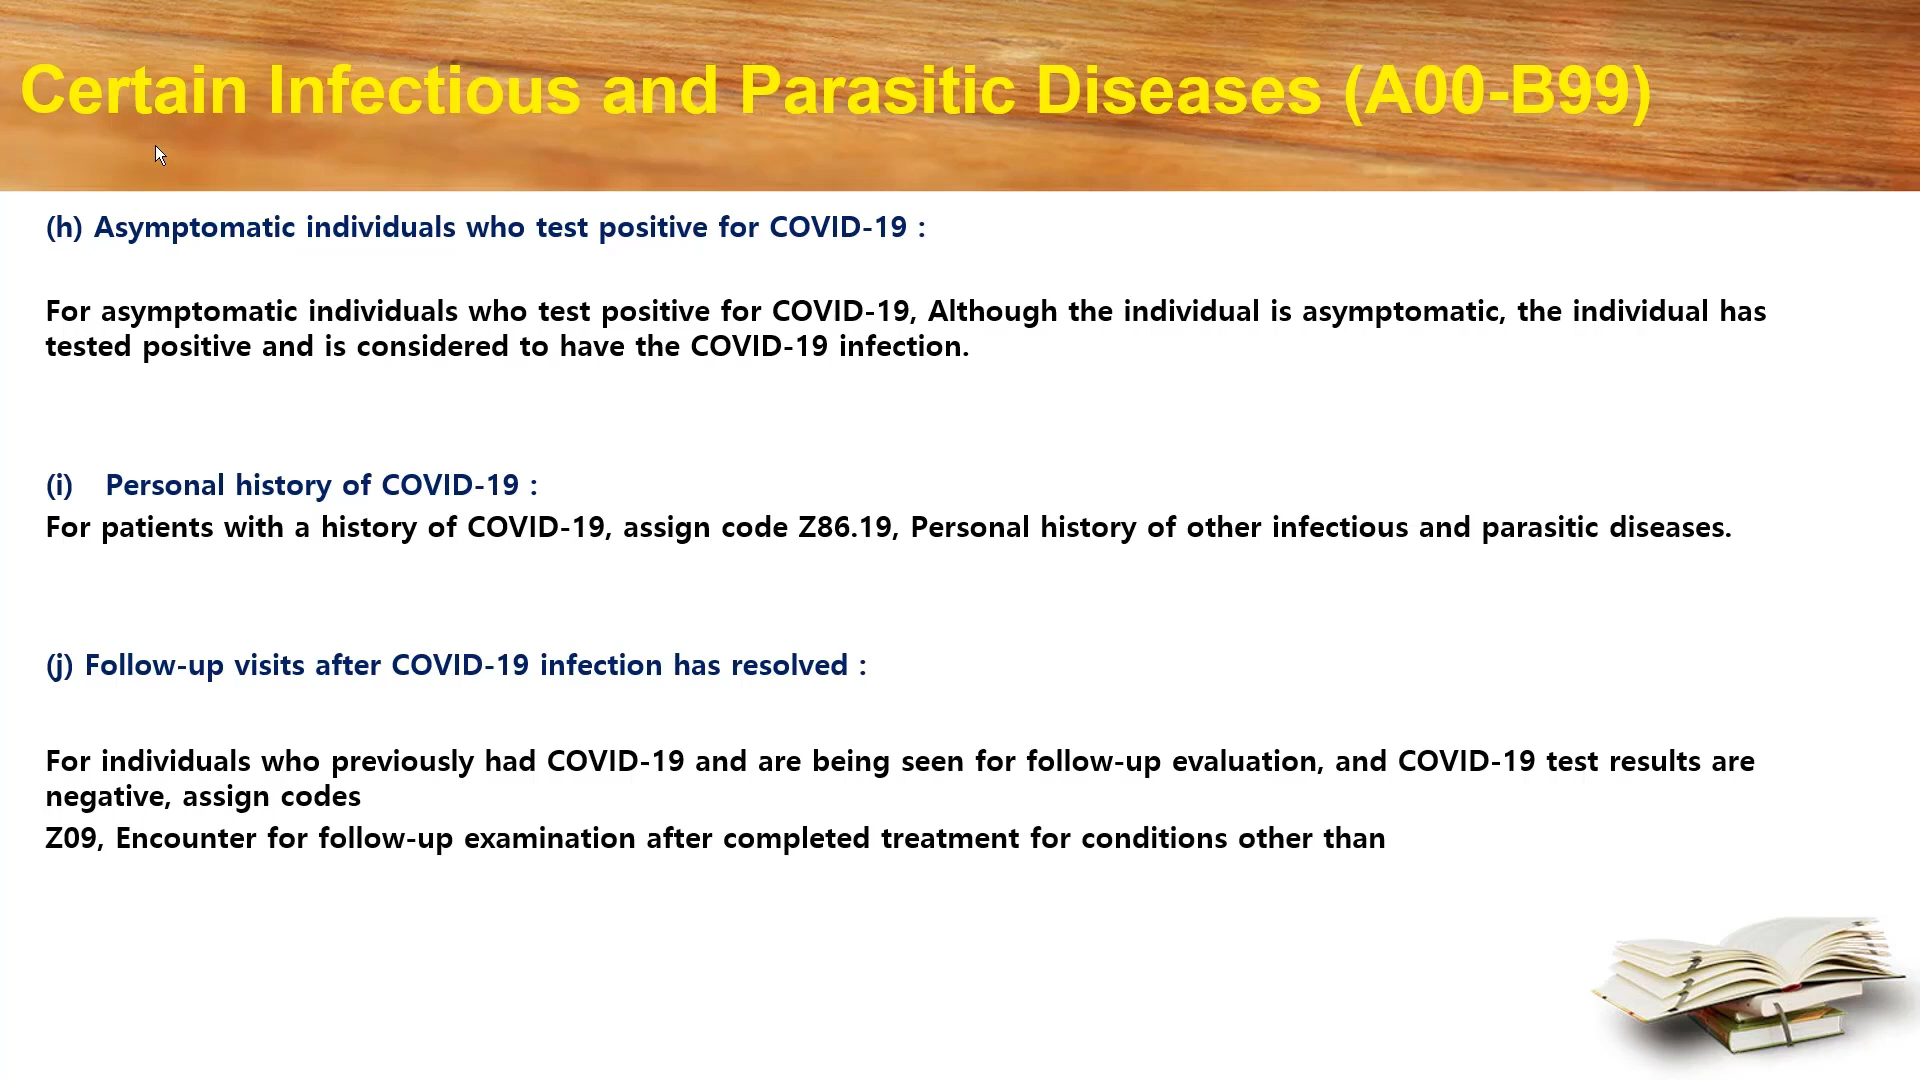 Certain Infectious and Parasitic Diseases (A00-B99)
(h) Asymptomatic individuals who test positive for COVID-19 :
For asymptomatic individuals who test positive for COVID-19, Although the individual is asymptomatic, the individual has
tested positive and is considered to have the COVID-19 infection.
(i) Personal history of COVID-19 :
For patients with a history of COVID-19, assign code Z86.19, Personal history of other infectious and parasitic diseases.
(j) Follow-up visits after COVID-19 infection has resolved :
For individuals who previously had COVID-19 and are being seen for follow-up evaluation, and COVID-19 test results are
negative, assign codes
Z09, Encounter for follow-up examination after completed treatment for conditions other than